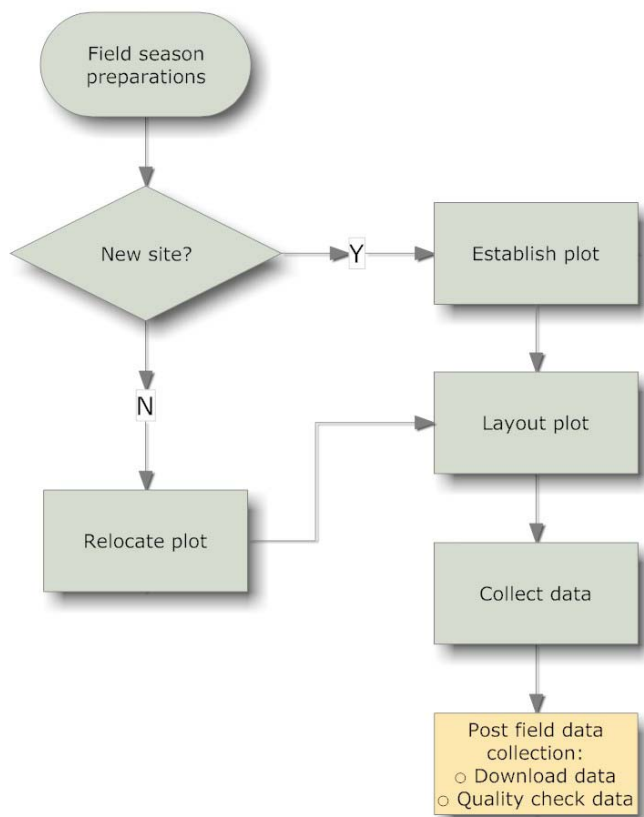 Field season
preparations
New site?
Y
Establish plot
N
Layout plot
Relocate plot
Collect data
Post field data
collection:
○ Download data
○ Quality check data